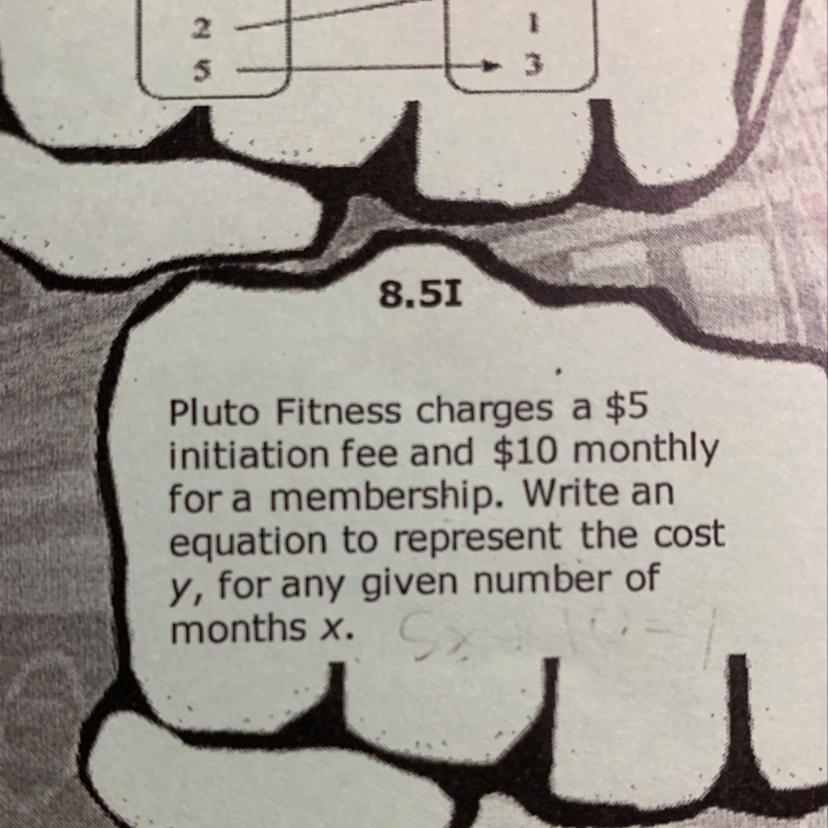 2
1
5
3
8.5I
Pluto Fitness charges a $5
initiation fee and $10 monthly
for a membership. Write an
equation to represent the cost
y, for any given number of
months x.